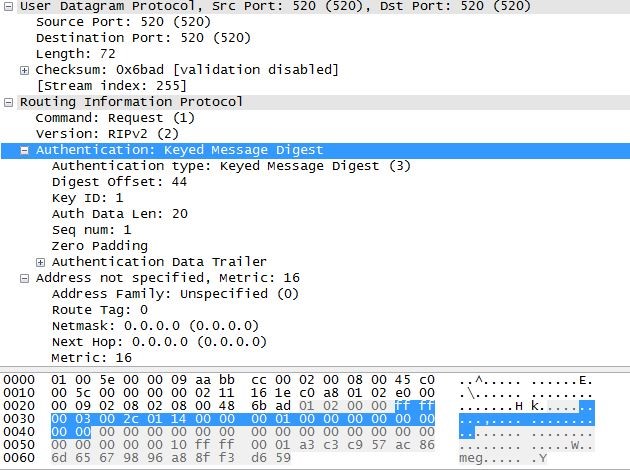 User Datagram Protocol, Src Port: 520 (520), Dst Port: 520 (520)
Source Port: 520 (520)
Destination Port: 520 (520)
Length: 72
Checksum: 0x6bad [validation disabled]
[Stream index: 255]
Routing Information Protocol
Command: Request (1)
Version: RIPv2 (2)
Authentication: Keyed Message Digest
Authentication type: Keyed Message Digest (3)
Digest Offset: 44
Key ID: 1
Auth Data Len: 20
Seq num: 1
Zero Padding
Authentication Data Trailer
Address not specified, Metric: 16
Address Family: Unspecified (0)
Route Tag: 0
Netmask: 0.0.0.0 (0.0.0.0)
Next Hop: 0.0.0.0 (0.0.0.0)
Metric: 16
0000 01 00 5e 00 00 09 aa bb cc 00 02 00 08 00 45 c0 ..^..... ......E.
0010 00 5c 00 00 00 00 02 11 16 1e c0 a8 01 02 e0 00 .\...... ........
0020 00 09 02 08 02 08 00 48 6b ad 01 02 00 00 ff ff .......H k.......
0030 00 03 00 2c 01 14 00 00 00 01 00 00 00 00 00 00 ...,.... ........
0040 00 00 00 00 00 00 00 00 00 00 00 00 00 00 00 00 ........ ........
0050 00 00 00 00 00 10 ff ff 00 01 a3 c3 c9 57 ac 86 ........ .....W..
0060 6d 65 67 98 96 a8 8f f3 d6 59 meg..... .Y